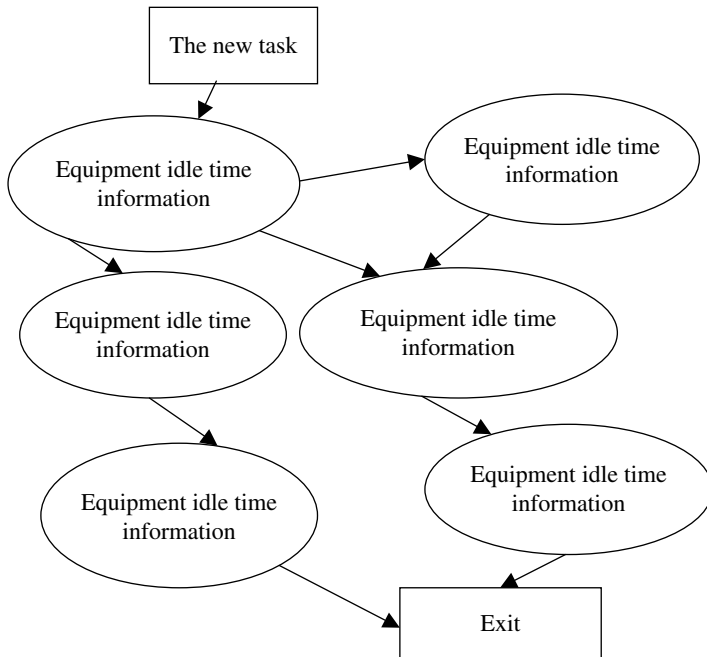 The new task
Equipment idle time
information
Equipment idle time
information
Equipment idle time
information
Equipment idle time
information
Equipment idle time
information
Equipment idle time
information
Exit